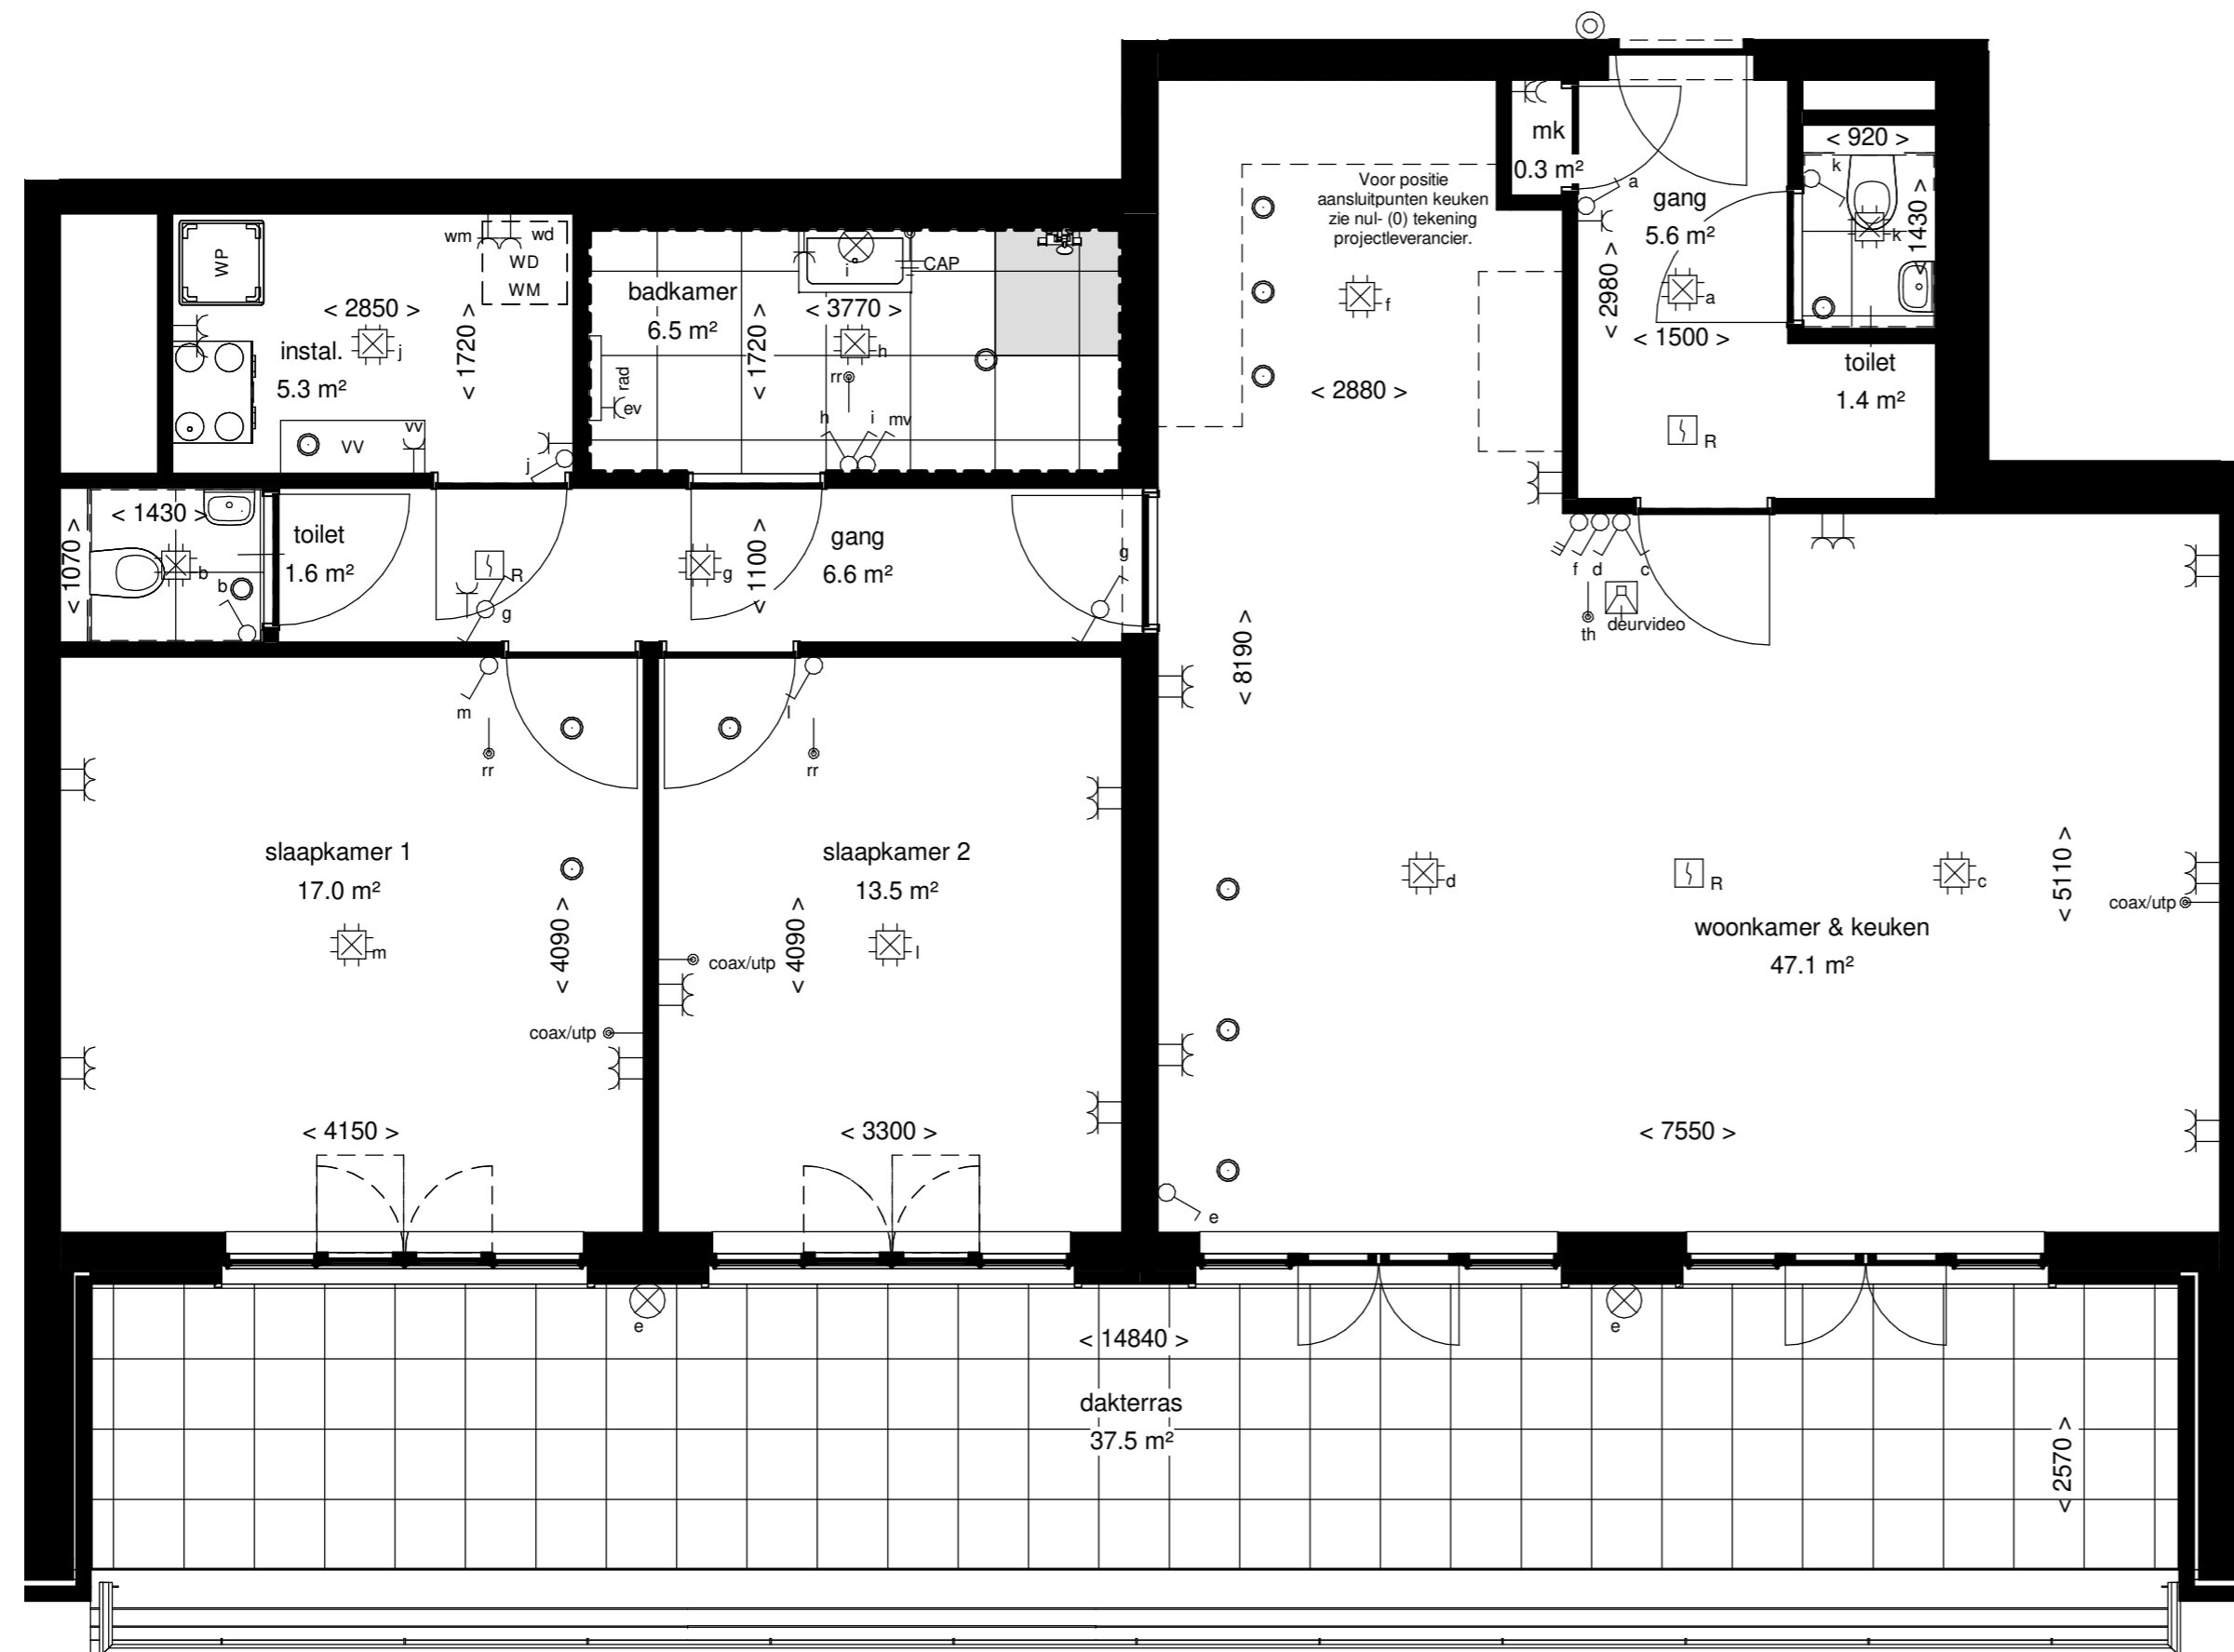 mk
0.3 m²
< 920 >
k
k
< 1430 >
Voor positie
aansluitpunten keuken
zie nul- (0) tekening
projectleverancier.
a
gang
5.6 m²
a
< 2980 >
< 1500 >
f
< 2880 >
R
toilet
1.4 m²
WP
wm
wd
WD
WM
< 2850 >
instal.
5.3 m²
j
< 1720 >
vv
VV
j
badkamer
6.5 m²
< 1720 >
i
CAP
< 3770 >
h
rr
rad
ev
h
i
mv
< 1430 >
< 1070 >
b
b
toilet
1.6 m²
R
g
g
< 1100 >
gang
6.6 m²
g
f
d
c
th
deurvideo
< 8190 >
m
rr
l
rr
slaapkamer 1
17.0 m²
m
< 4090 >
coax/utp
< 4150 >
slaapkamer 2
13.5 m²
l
< 4090 >
coax/utp
< 3300 >
d
R
c
< 5110 >
coax/utp
woonkamer & keuken
47.1 m²
< 7550 >
e
e
e
< 14840 >
dakterras
37.5 m²
< 2570 >